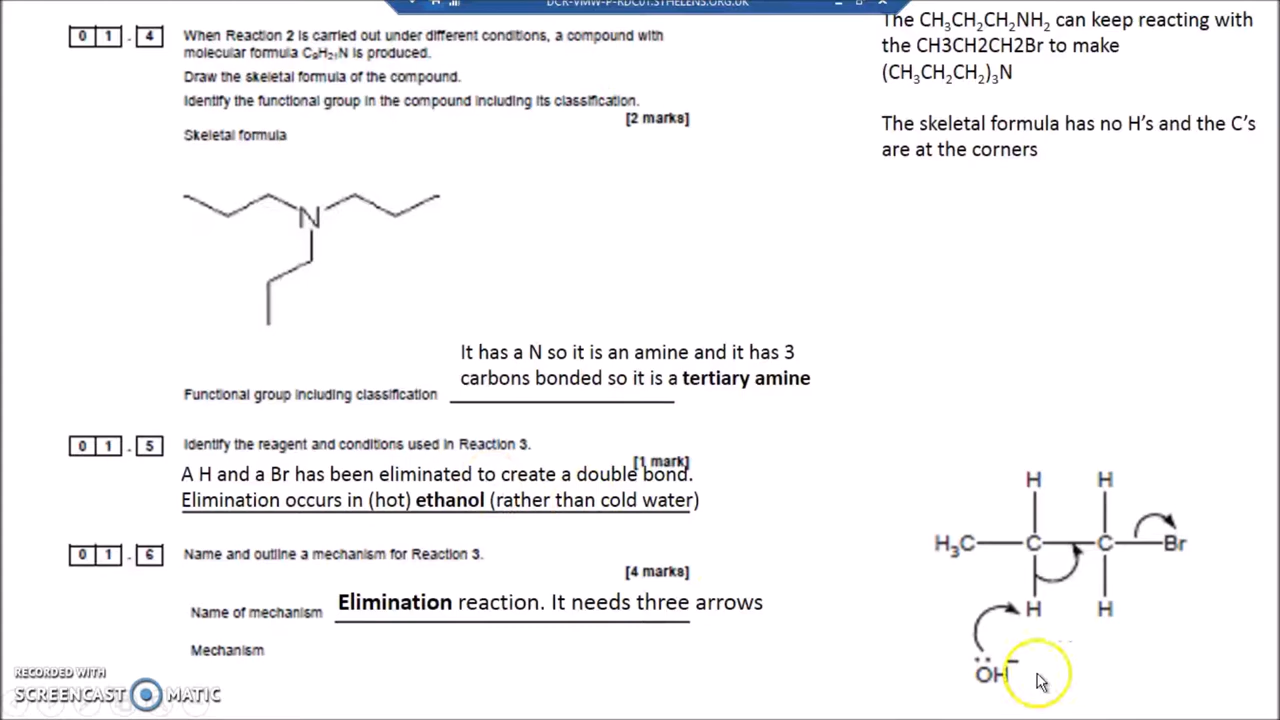 DCR-VMW-P-RDC01.STHELENS.ORG.UK
0 1 . 4
When Reaction 2 is carried out under different conditions, a compound with
molecular formula C₉H₂₁N is produced.
Draw the skeletal formula of the compound.
Identify the functional group in the compound including its classification.
[2 marks]
Skeletal formula
N
The CH₃CH₂CH₂NH₂ can keep reacting with
the CH3CH2CH2Br to make
(CH₃CH₂CH₂)₃N
The skeletal formula has no H’s and the C’s
are at the corners
It has a N so it is an amine and it has 3
carbons bonded so it is a tertiary amine
Functional group including classification
0 1 . 5
Identify the reagent and conditions used in Reaction 3.
[1 mark]
A H and a Br has been eliminated to create a double bond.
Elimination occurs in (hot) ethanol (rather than cold water)
0 1 . 6
Name and outline a mechanism for Reaction 3.
[4 marks]
Name of mechanism
Elimination reaction. It needs three arrows
Mechanism
H H
H₃C C C Br
H H
:OH⁻
RECORDED WITH
SCREENCAST MATIC